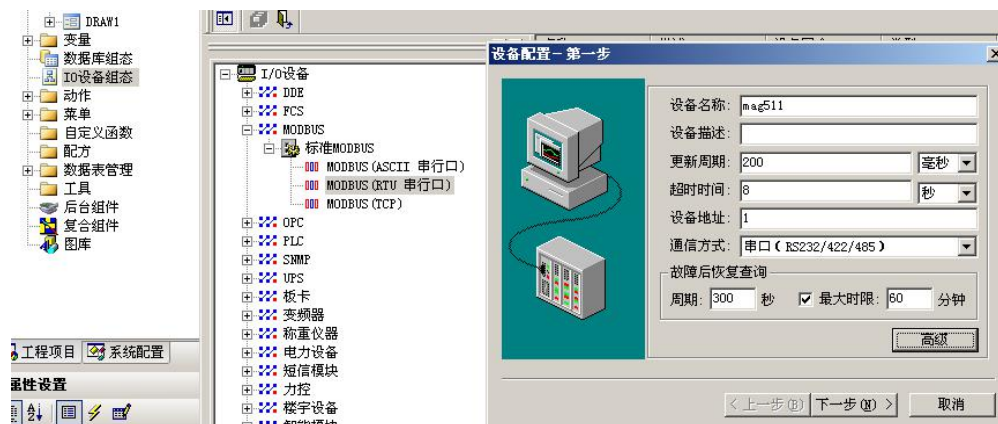 DRAW1
变量
数据库组态
IO设备组态
动作
菜单
自定义函数
配方
数据表管理
工具
后台组件
复合组件
图库
工程项目
系统配置
属性设置
I/O设备
DDE
FCS
MODBUS
标准MODBUS
MODBUS(ASCII 串行口)
MODBUS(RTU 串行口)
MODBUS(TCP)
OPC
PLC
SNMP
UPS
板卡
变频器
称重仪器
电力设备
短信模块
力控
楼宇设备
设备配置－第一步
设备名称: mag511
设备描述:
更新周期: 200 毫秒
超时时间: 8 秒
设备地址: 1
通信方式: 串口(RS232/422/485)
故障后恢复查询
周期: 300 秒 最大时限: 60 分钟
高级
<上一步(B) 下一步(N)> 取消